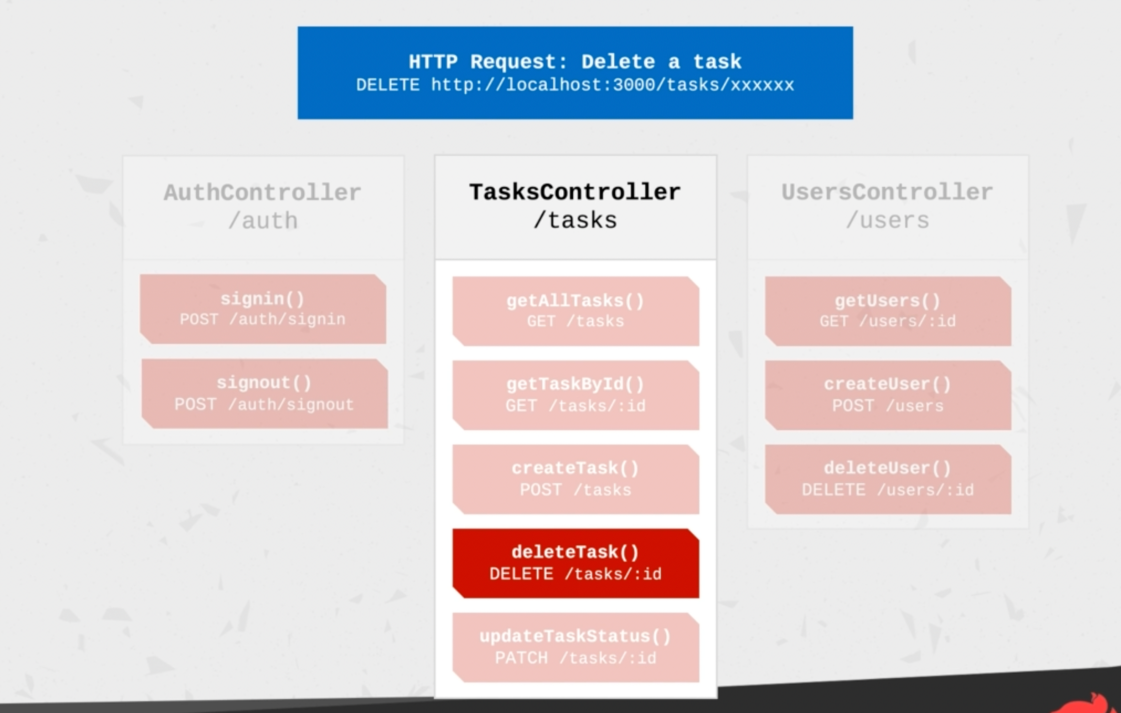 HTTP Request: Delete a task
DELETE http://localhost:3000/tasks/xxxxxx
AuthController
/auth
signin()
POST /auth/signin
signout()
POST /auth/signout
TasksController
/tasks
getAllTasks()
GET /tasks
getTaskById()
GET /tasks/:id
createTask()
POST /tasks
deleteTask()
DELETE /tasks/:id
updateTaskStatus()
PATCH /tasks/:id
UsersController
/users
getUsers()
GET /users/:id
createUser()
POST /users
deleteUser()
DELETE /users/:id